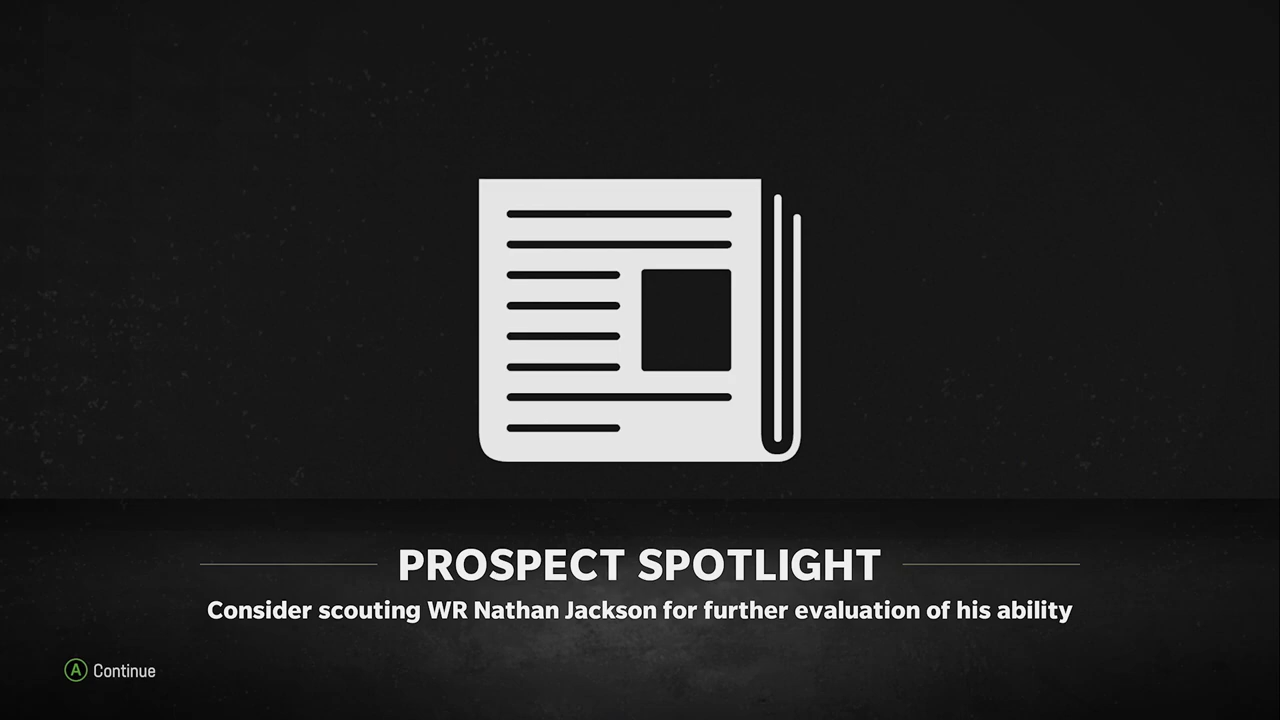 PROSPECT SPOTLIGHT
Consider scouting WR Nathan Jackson for further evaluation of his ability
A Continue